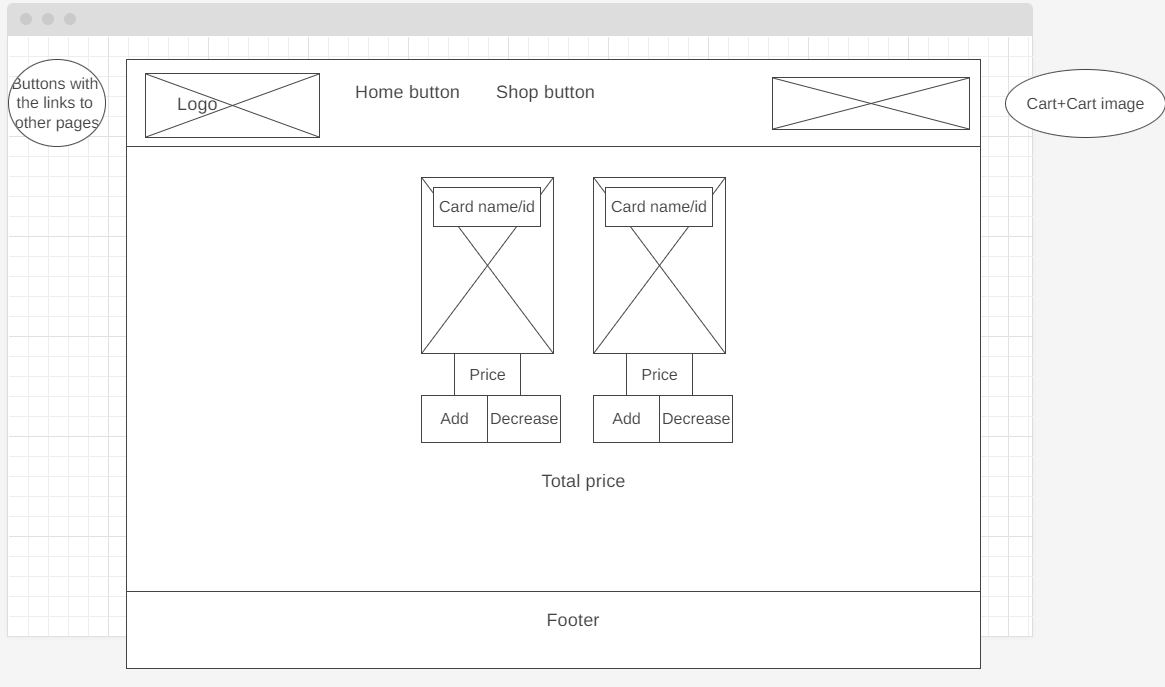 Buttons with
the links to
other pages
Logo
Home button
Shop button
Cart+Cart image
Card name/id
Card name/id
Price
Price
Add
Decrease
Add
Decrease
Total price
Footer